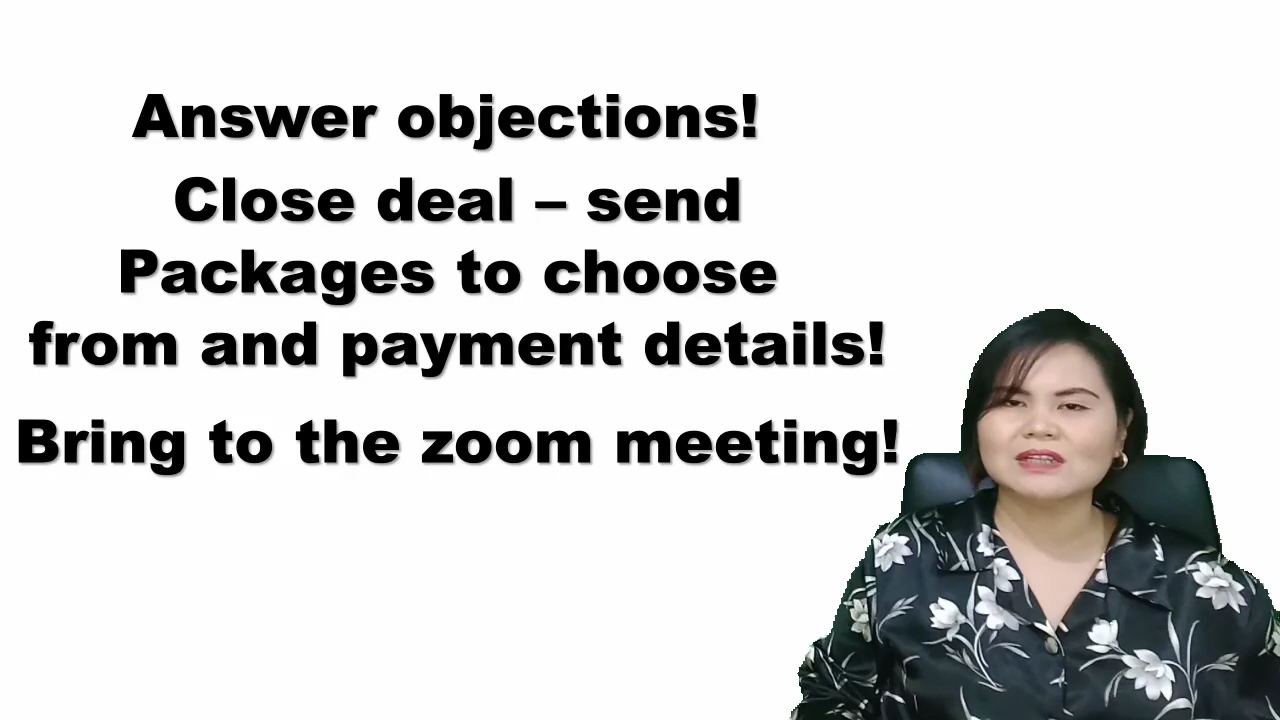 Answer objections!
Close deal – send
Packages to choose
from and payment details!
Bring to the zoom meeting!